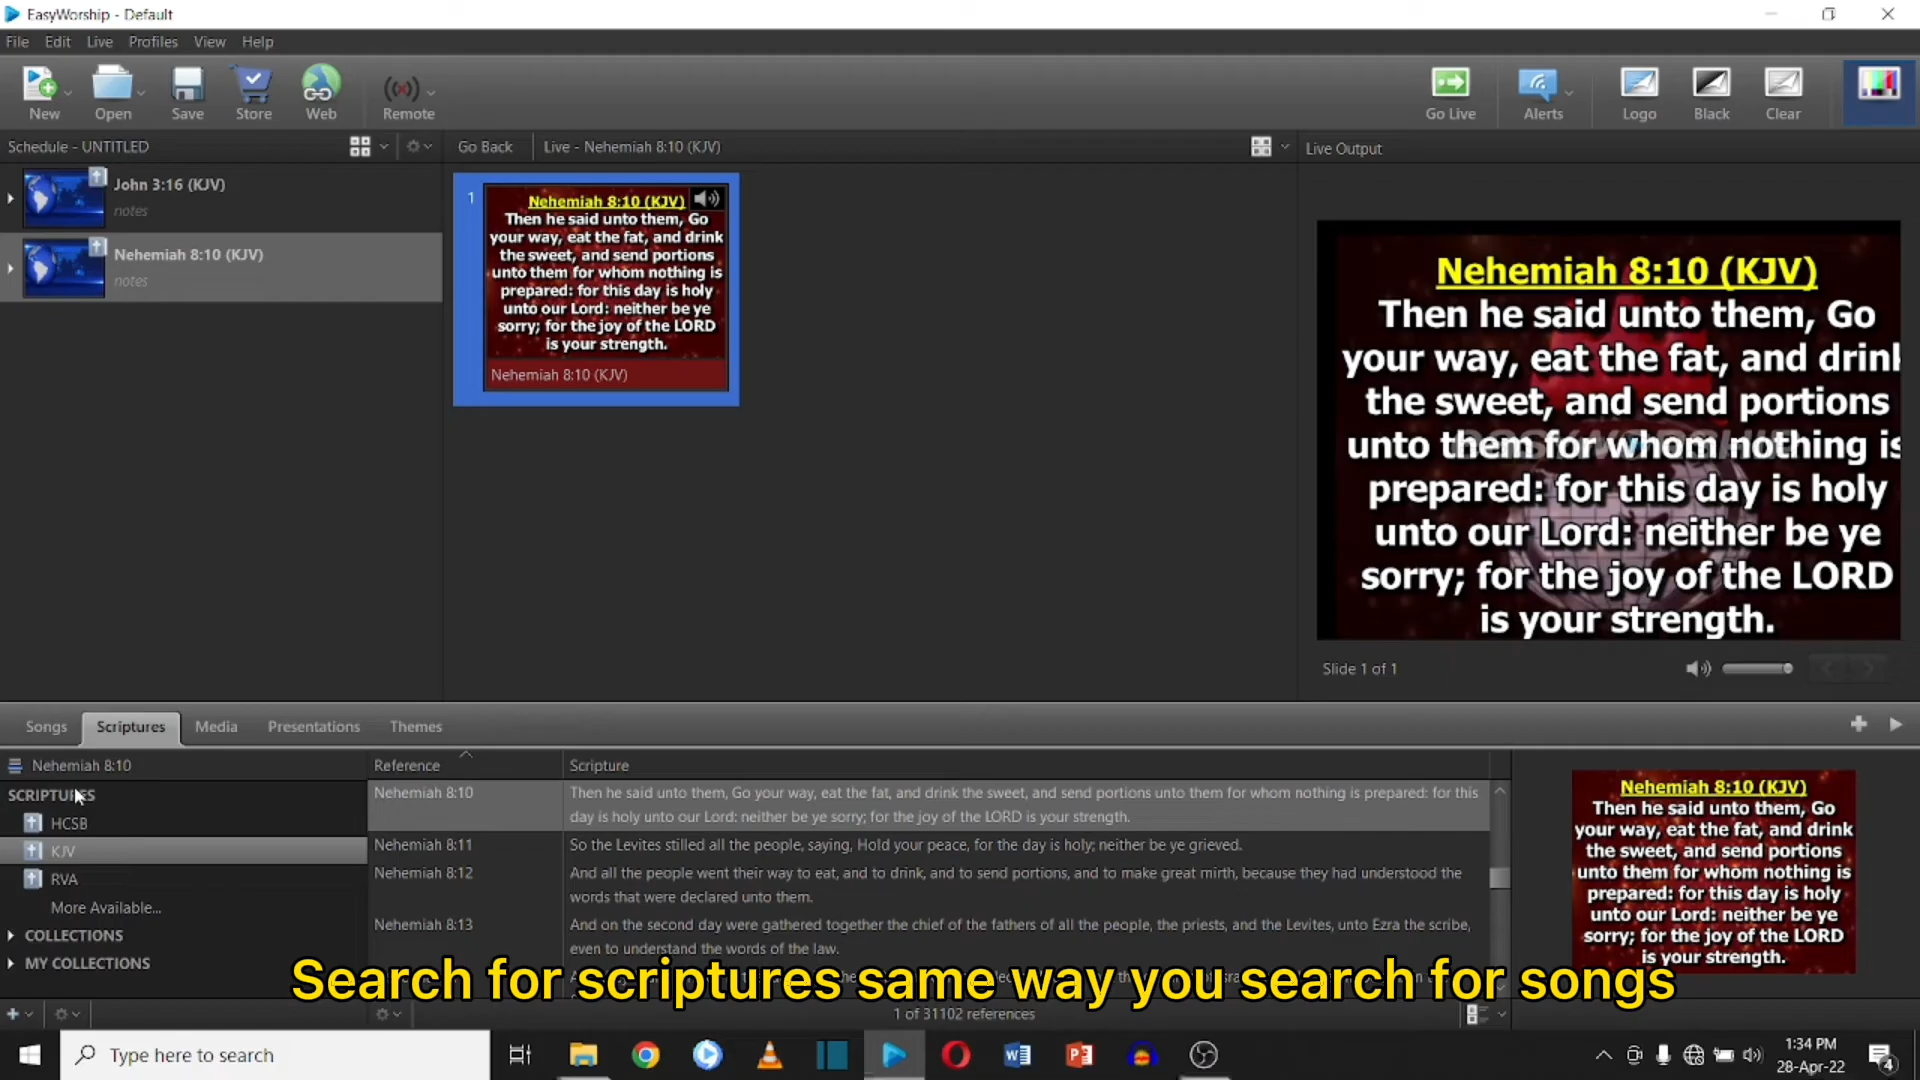 EasyWorship - Default
File Edit Live Profiles View Help
New Open Save Store Web Remote Go Live Alerts Logo Black Clear
Schedule - UNTITLED
Go Back Live - Nehemiah 8:10 (KJV)
Live Output
John 3:16 (KJV)
notes
Nehemiah 8:10 (KJV)
notes
1
Nehemiah 8:10 (KJV)
Then he said unto them, Go
your way, eat the fat, and drink
the sweet, and send portions
unto them for whom nothing is
prepared: for this day is holy
unto our Lord: neither be ye
sorry; for the joy of the LORD
is your strength.
Nehemiah 8:10 (KJV)
Nehemiah 8:10 (KJV)
Then he said unto them, Go
your way, eat the fat, and drink
the sweet, and send portions
unto them for whom nothing is
prepared: for this day is holy
unto our Lord: neither be ye
sorry; for the joy of the LORD
is your strength.
Slide 1 of 1
Songs Scriptures Media Presentations Themes
Nehemiah 8:10
SCRIPTURES
HCSB
KJV
RVA
More Available...
COLLECTIONS
MY COLLECTIONS
Reference Scripture
Nehemiah 8:10 Then he said unto them, Go your way, eat the fat, and drink the sweet, and send portions unto them for whom nothing is prepared: for this
day is holy unto our Lord: neither be ye sorry; for the joy of the LORD is your strength.
Nehemiah 8:11 So the Levites stilled all the people, saying, Hold your peace, for the day is holy; neither be ye grieved.
Nehemiah 8:12 And all the people went their way to eat, and to drink, and to send portions, and to make great mirth, because they had understood the
words that were declared unto them.
Nehemiah 8:13 And on the second day were gathered together the chief of the fathers of all the people, the priests, and the Levites, unto Ezra the scribe,
even to understand the words of the law.
Nehemiah 8:10 (KJV)
Then he said unto them, Go
your way, eat the fat, and drink
the sweet, and send portions
unto them for whom nothing is
prepared: for this day is holy
unto our Lord: neither be ye
sorry; for the joy of the LORD
is your strength.
Search for scriptures same way you search for songs
1 of 31102 references
Type here to search
1:34 PM
28-Apr-22
4